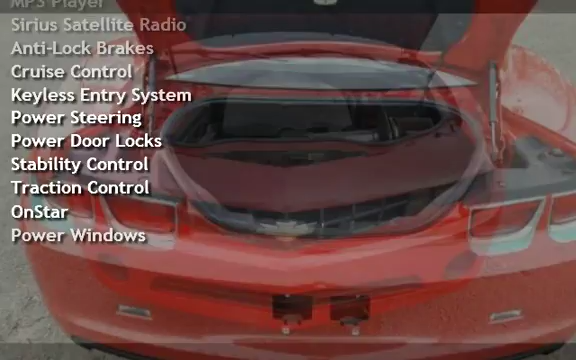 MP3 Player
Sirius Satellite Radio
Anti-Lock Brakes
Cruise Control
Keyless Entry System
Power Steering
Power Door Locks
Stability Control
Traction Control
OnStar
Power Windows